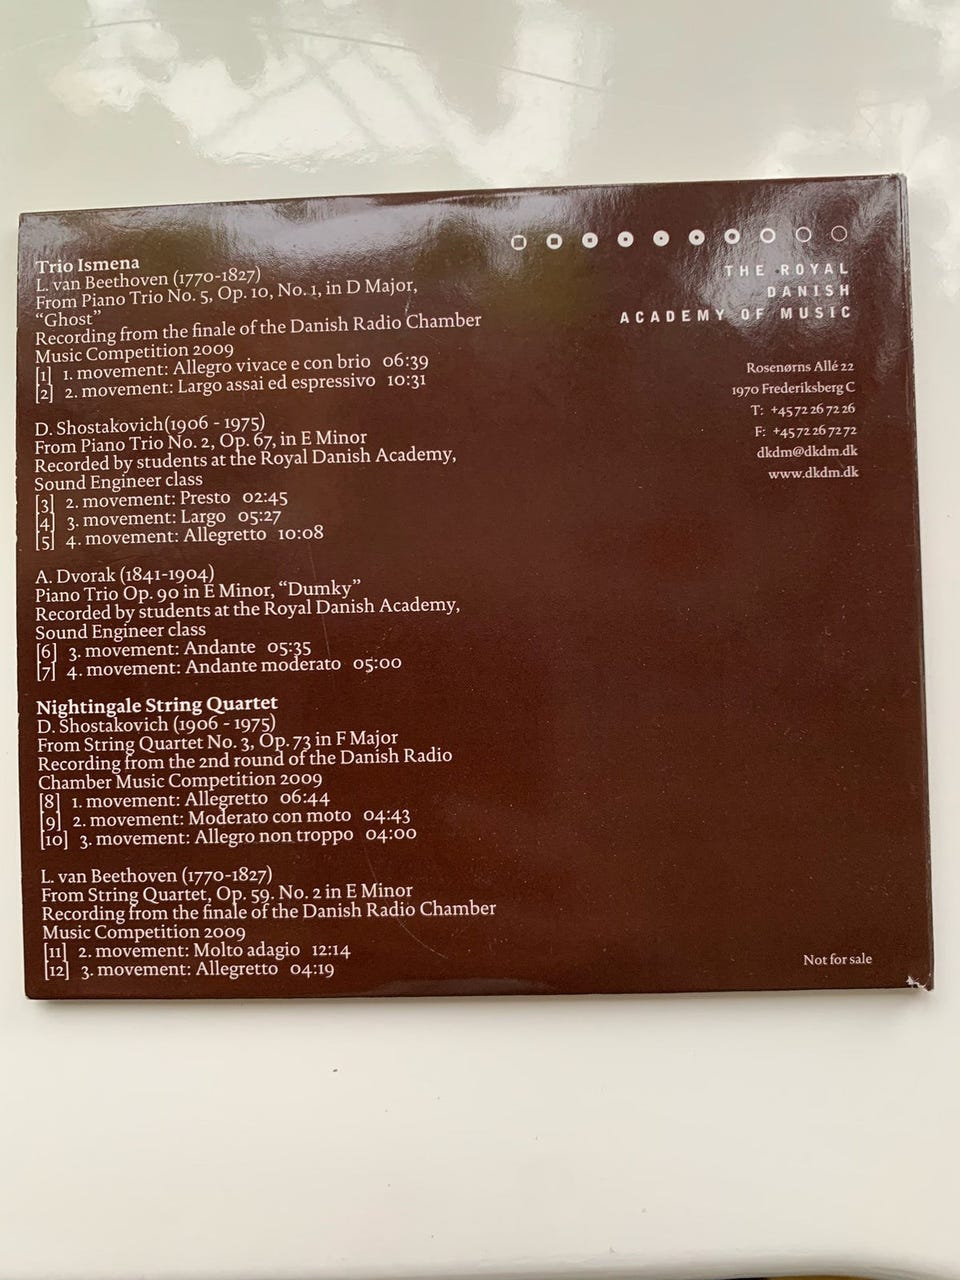 Trio Ismena
L. van Beethoven (1770-1827)
From Piano Trio No. 5, Op. 10, No. 1, in D Major,
“Ghost”
Recording from the finale of the Danish Radio Chamber
Music Competition 2009
[1] 1. movement: Allegro vivace e con brio 06:39
[2] 2. movement: Largo assai ed espressivo 10:31
D. Shostakovich(1906 - 1975)
From Piano Trio No. 2, Op. 67, in E Minor
Recorded by students at the Royal Danish Academy,
Sound Engineer class
[3] 2. movement: Presto 02:45
[4] 3. movement: Largo 05:27
[5] 4. movement: Allegretto 10:08
A. Dvorak (1841-1904)
Piano Trio Op. 90 in E Minor, “Dumky”
Recorded by students at the Royal Danish Academy,
Sound Engineer class
[6] 3. movement: Andante 05:35
[7] 4. movement: Andante moderato 05:00
Nightingale String Quartet
D. Shostakovich (1906 - 1975)
From String Quartet No. 3, Op. 73 in F Major
Recording from the 2nd round of the Danish Radio
Chamber Music Competition 2009
[8] 1. movement: Allegretto 06:44
[9] 2. movement: Moderato con moto 04:43
[10] 3. movement: Allegro non troppo 04:00
L. van Beethoven (1770-1827)
From String Quartet, Op. 59. No. 2 in E Minor
Recording from the finale of the Danish Radio Chamber
Music Competition 2009
[11] 2. movement: Molto adagio 12:14
[12] 3. movement: Allegretto 04:19
THE ROYAL
DANISH
ACADEMY OF MUSIC
Rosenørns Allé 22
1970 Frederiksberg C
T: +45 72 26 72 26
F: +45 72 26 72 72
dkdm@dkdm.dk
www.dkdm.dk
Not for sale